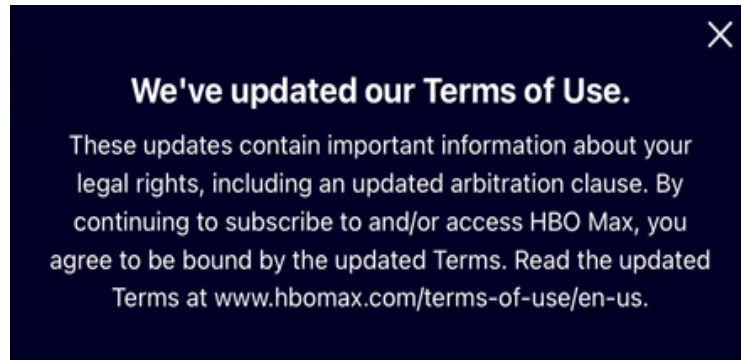 We've updated our Terms of Use.
These updates contain important information about your
legal rights, including an updated arbitration clause. By
continuing to subscribe to and/or access HBO Max, you
agree to be bound by the updated Terms. Read the updated
Terms at www.hbomax.com/terms-of-use/en-us.